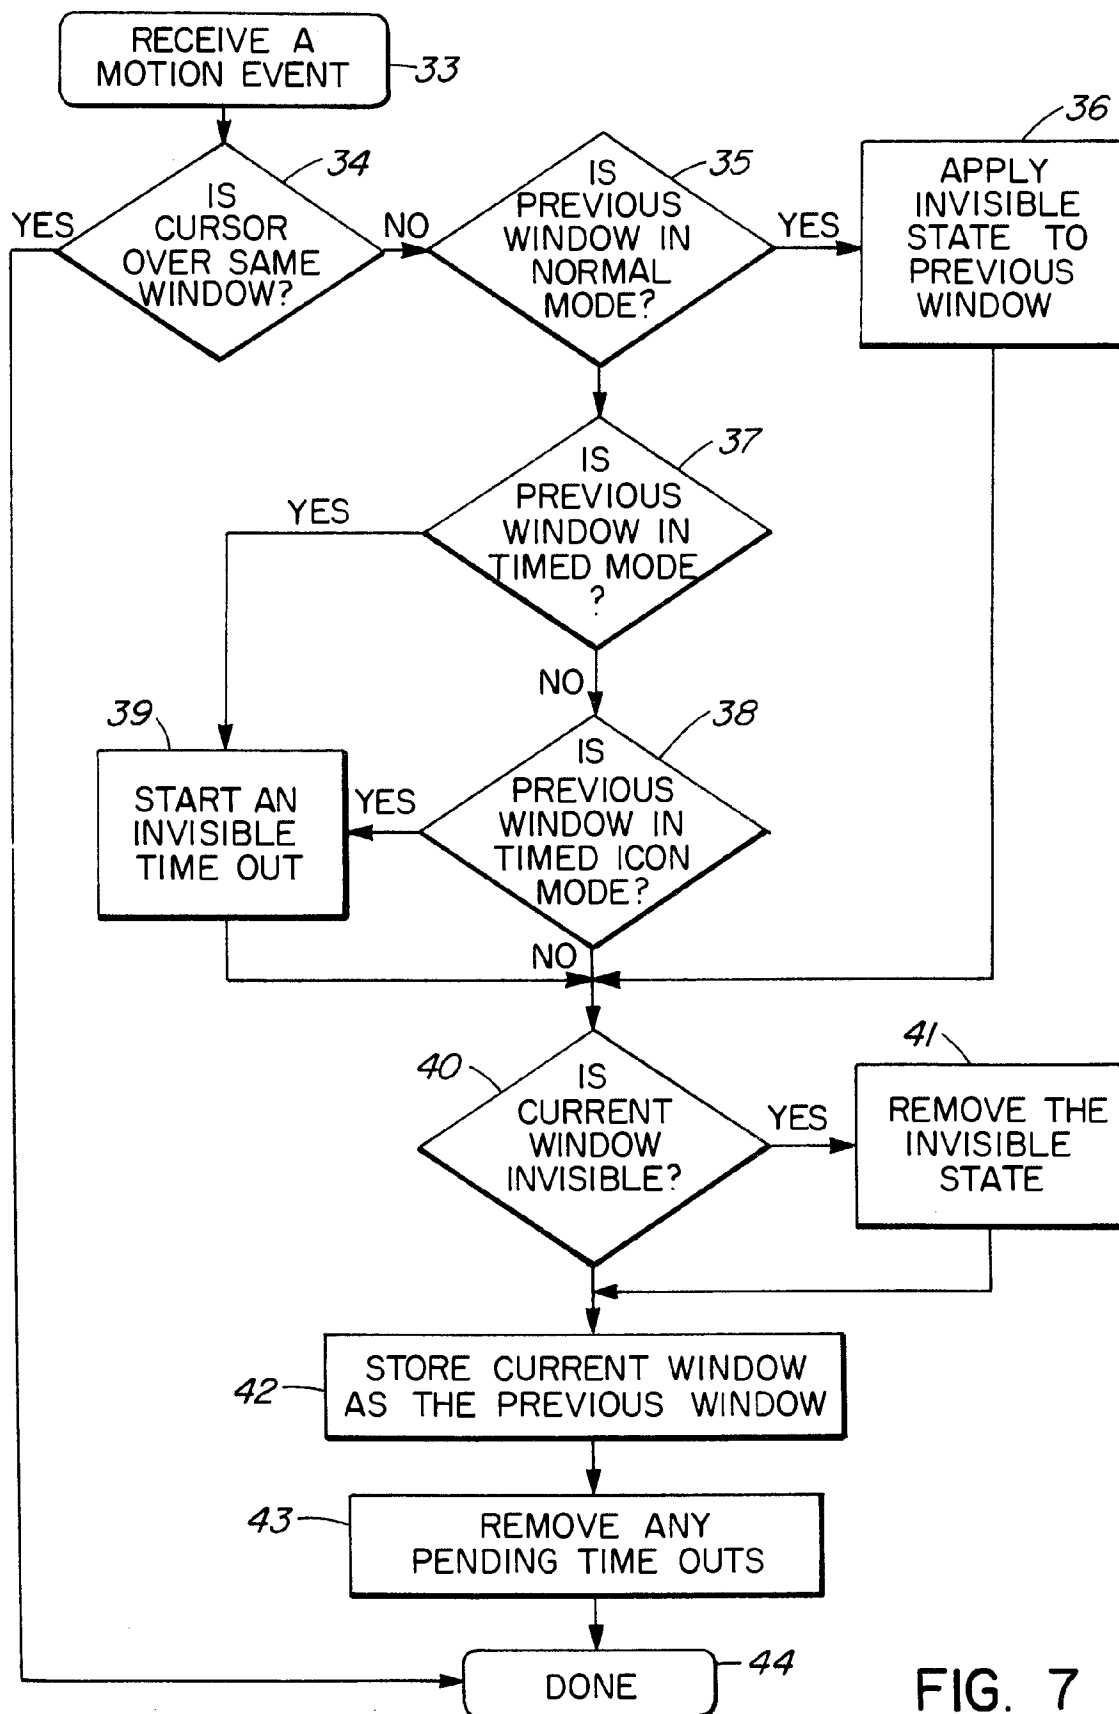 RECEIVE A
MOTION EVENT
33
34
IS
CURSOR
OVER SAME
WINDOW?
YES
NO
35
IS
PREVIOUS
WINDOW IN
NORMAL
MODE?
YES
36
APPLY
INVISIBLE
STATE TO
PREVIOUS
WINDOW
37
IS
PREVIOUS
WINDOW IN
TIMED MODE
?
YES
NO
38
IS
PREVIOUS
WINDOW IN
TIMED ICON
MODE?
YES
NO
39
START AN
INVISIBLE
TIME OUT
40
IS
CURRENT
WINDOW
INVISIBLE?
YES
41
REMOVE THE
INVISIBLE
STATE
42
STORE CURRENT WINDOW
AS THE PREVIOUS WINDOW
43
REMOVE ANY
PENDING TIME OUTS
DONE
44
FIG. 7